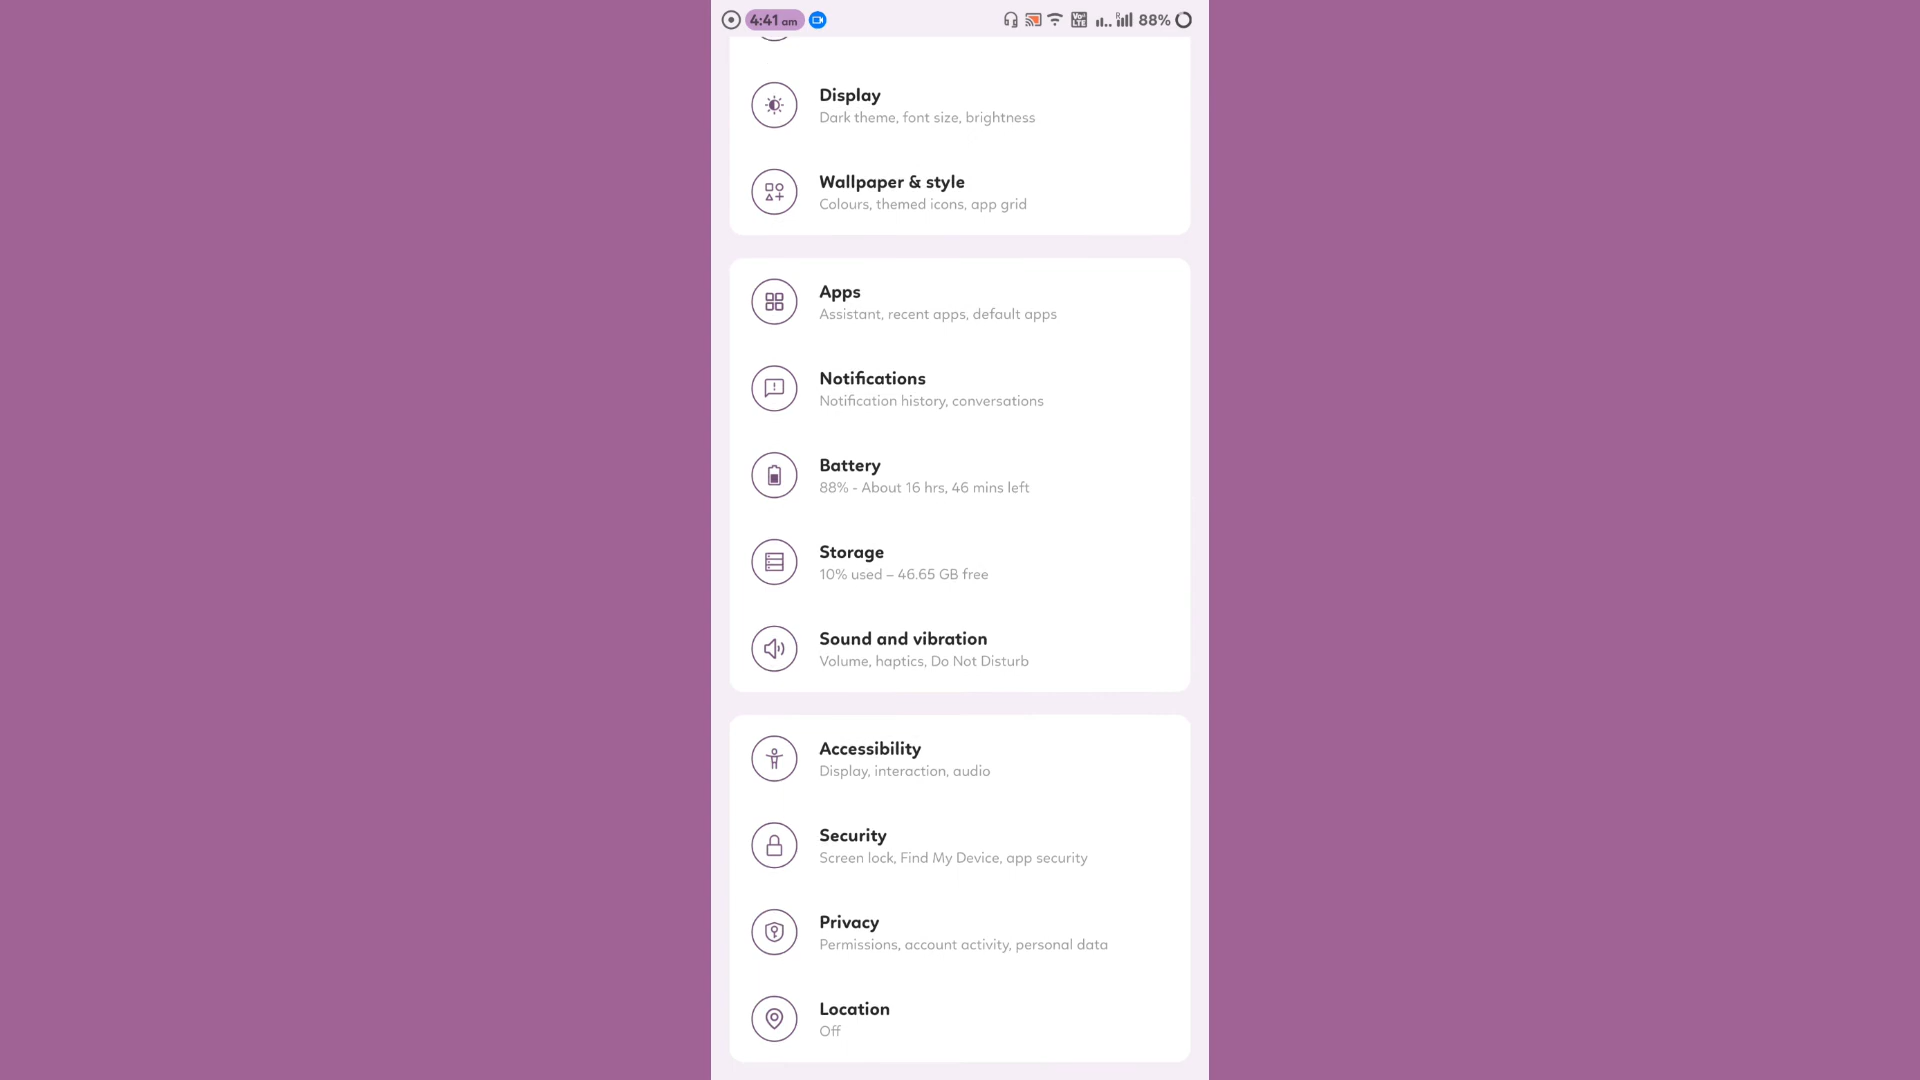 4:41 am
Vo)) LTE R 88%
Display
Dark theme, font size, brightness
Wallpaper & style
Colours, themed icons, app grid
Apps
Assistant, recent apps, default apps
Notifications
Notification history, conversations
Battery
88% - About 16 hrs, 46 mins left
Storage
10% used – 46.65 GB free
Sound and vibration
Volume, haptics, Do Not Disturb
Accessibility
Display, interaction, audio
Security
Screen lock, Find My Device, app security
Privacy
Permissions, account activity, personal data
Location
Off